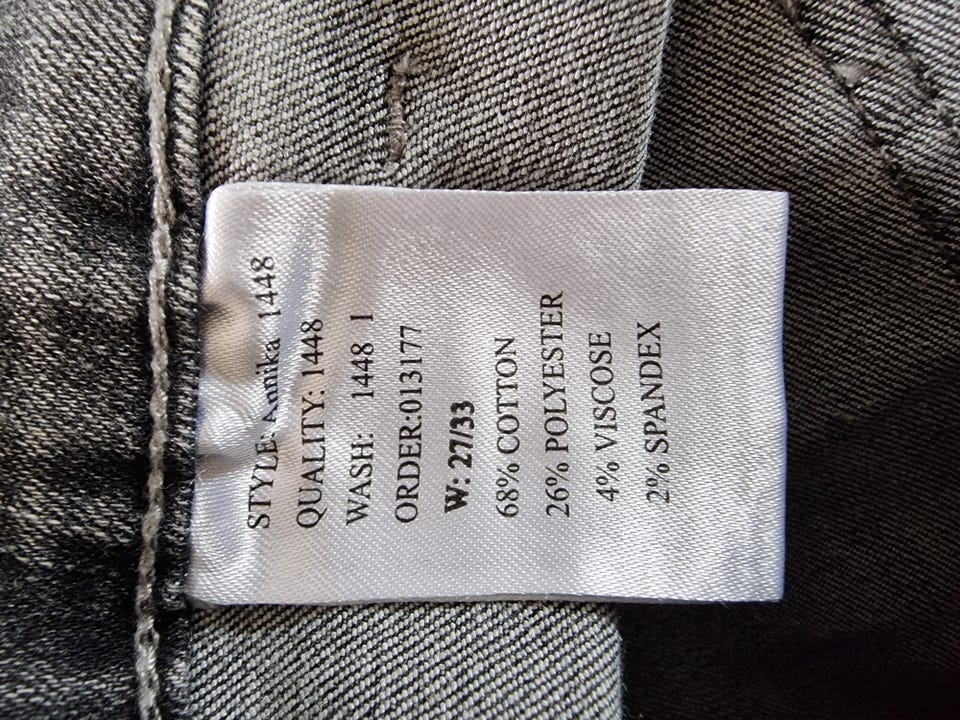 STYLE: Annika 1448
QUALITY: 1448
WASH: 1448 1
ORDER:013177
W: 27/33
68% COTTON
26% POLYESTER
4% VISCOSE
2% SPANDEX